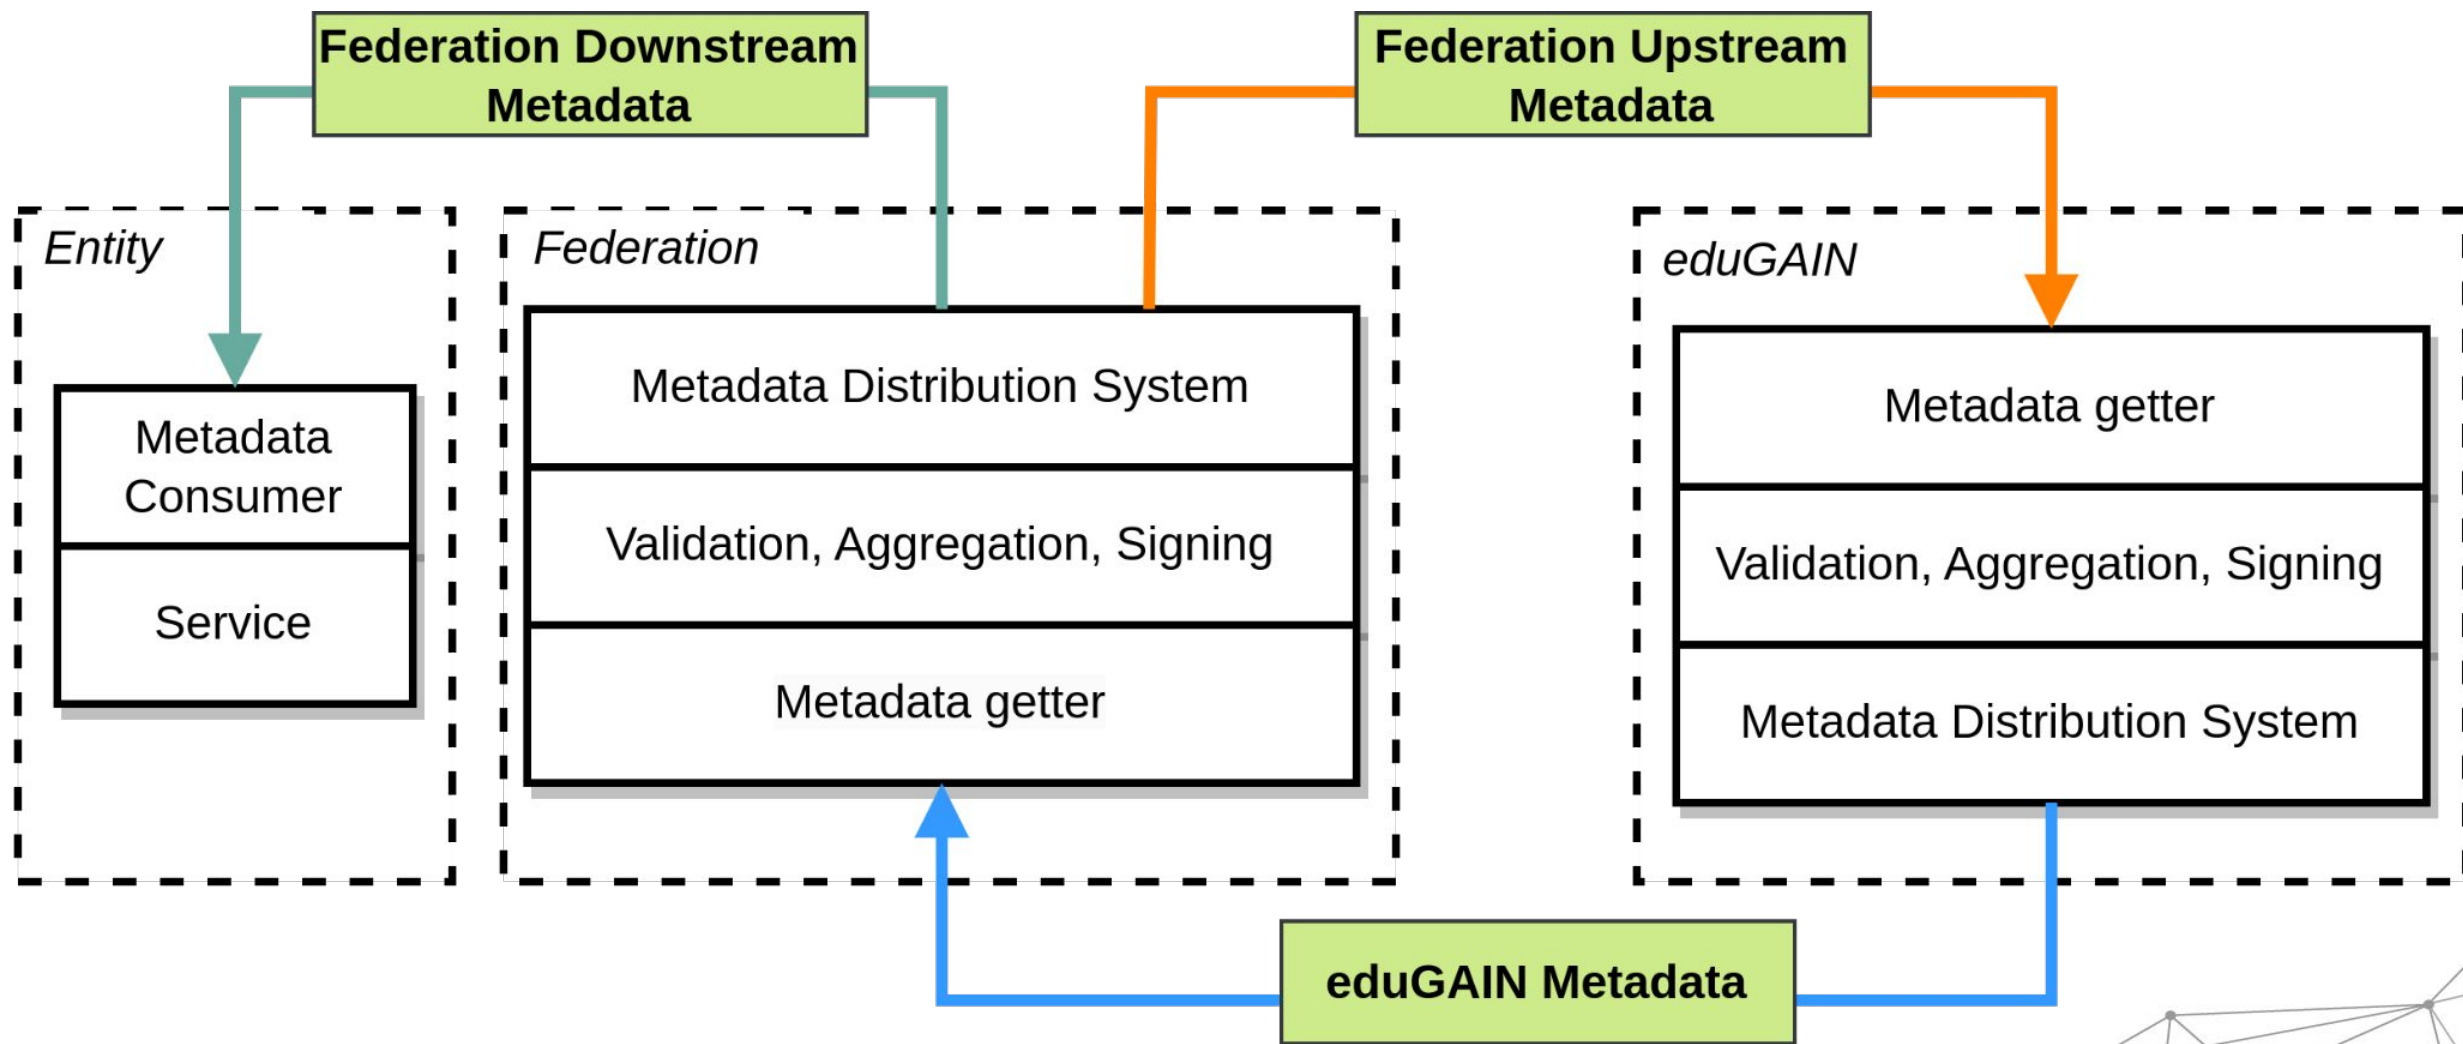 Federation Downstream
Metadata
Federation Upstream
Metadata
Entity
Metadata
Consumer
Service
Federation
Metadata Distribution System
Validation, Aggregation, Signing
Metadata getter
eduGAIN
Metadata getter
Validation, Aggregation, Signing
Metadata Distribution System
eduGAIN Metadata